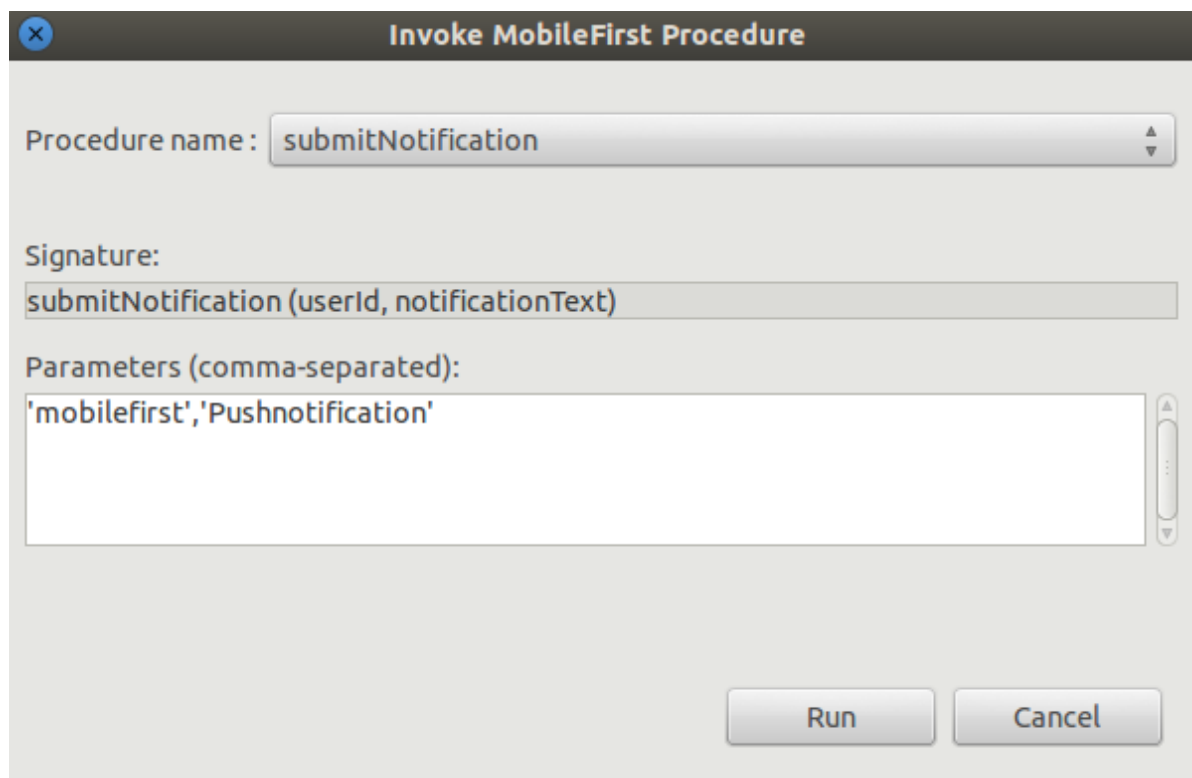 Invoke MobileFirst Procedure
Procedure name : submitNotification
Signature:
submitNotification (userId, notificationText)
Parameters (comma-separated):
'mobilefirst','Pushnotification'
Run Cancel